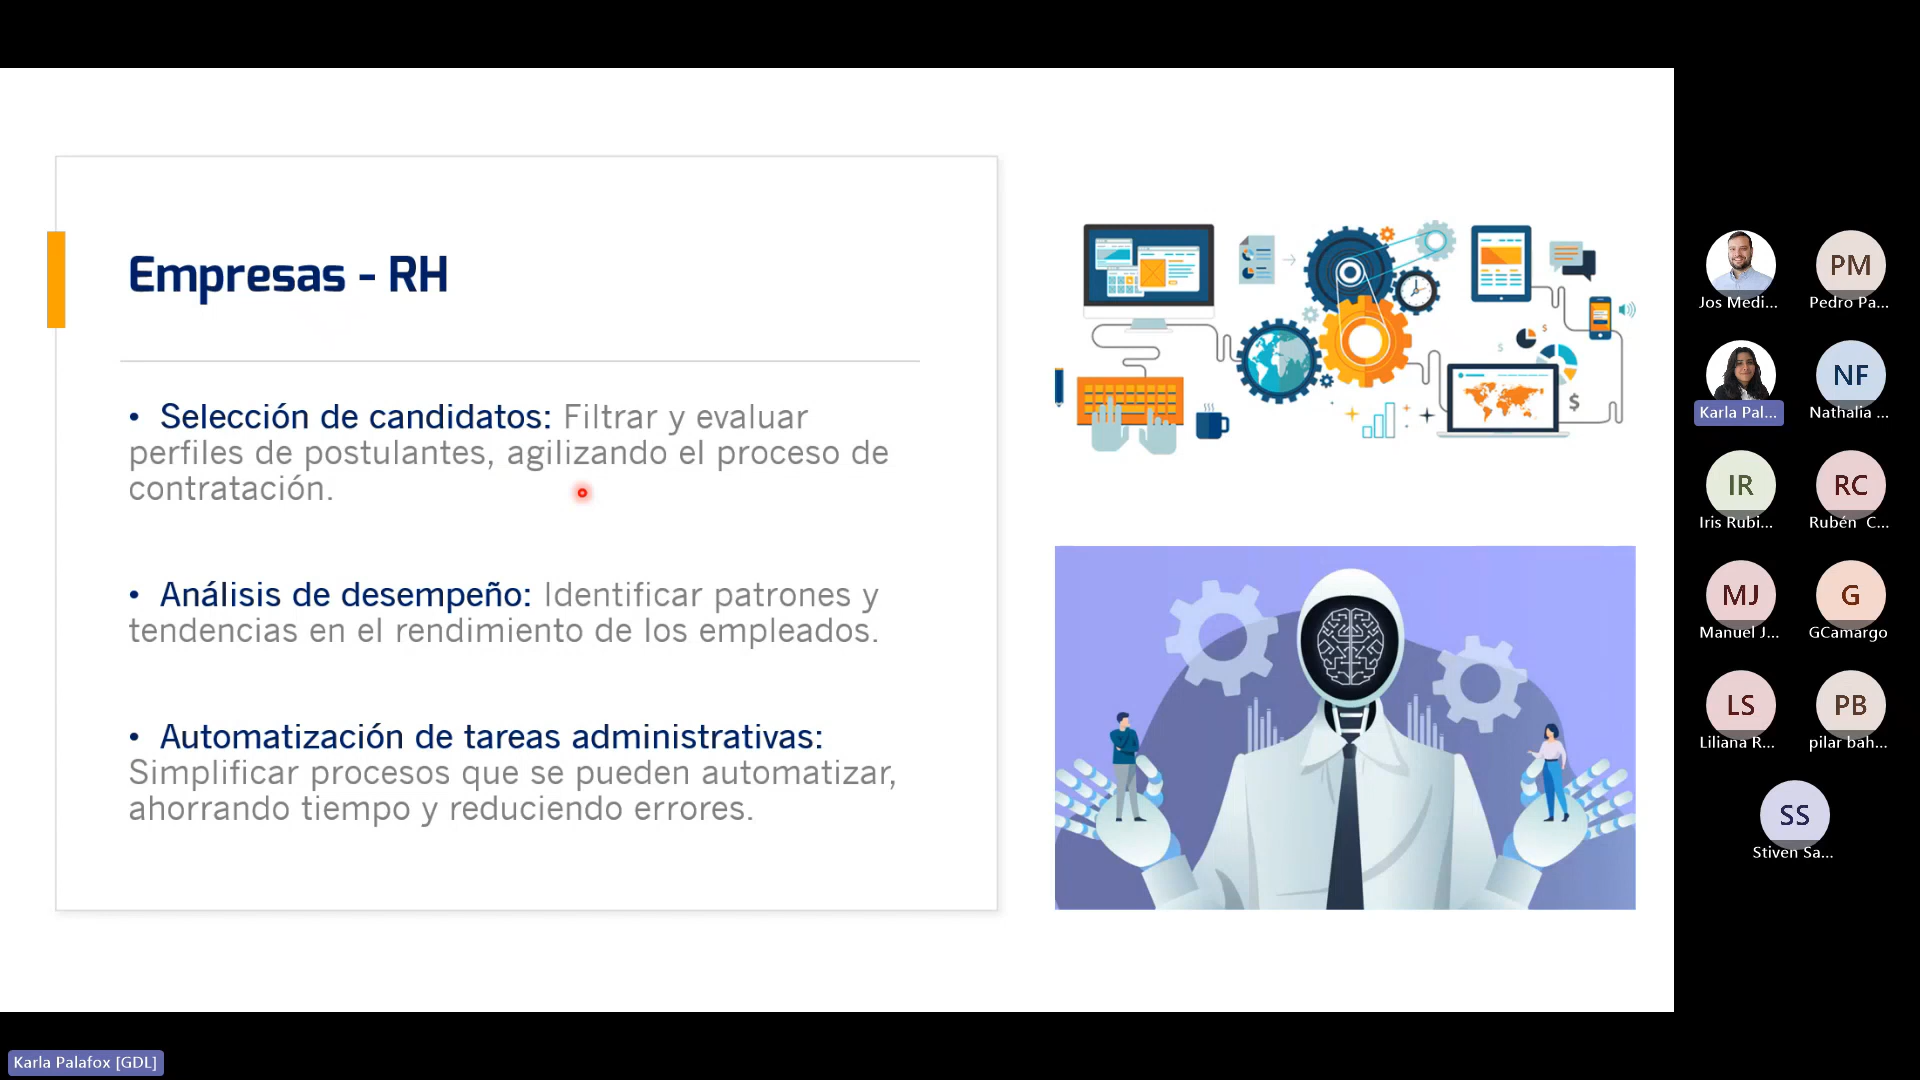 Empresas - RH
• Selección de candidatos: Filtrar y evaluar
perfiles de postulantes, agilizando el proceso de
contratación.
• Análisis de desempeño: Identificar patrones y
tendencias en el rendimiento de los empleados.
• Automatización de tareas administrativas:
Simplificar procesos que se pueden automatizar,
ahorrando tiempo y reduciendo errores.
$
$
$
Jos Medi...
PM
Pedro Pa...
Karla Pal...
NF
Nathalia ...
IR
Iris Rubi...
RC
Rubén C...
MJ
Manuel J...
G
GCamargo
LS
Liliana R...
PB
pilar bah...
SS
Stiven Sa...
Karla Palafox [GDL]